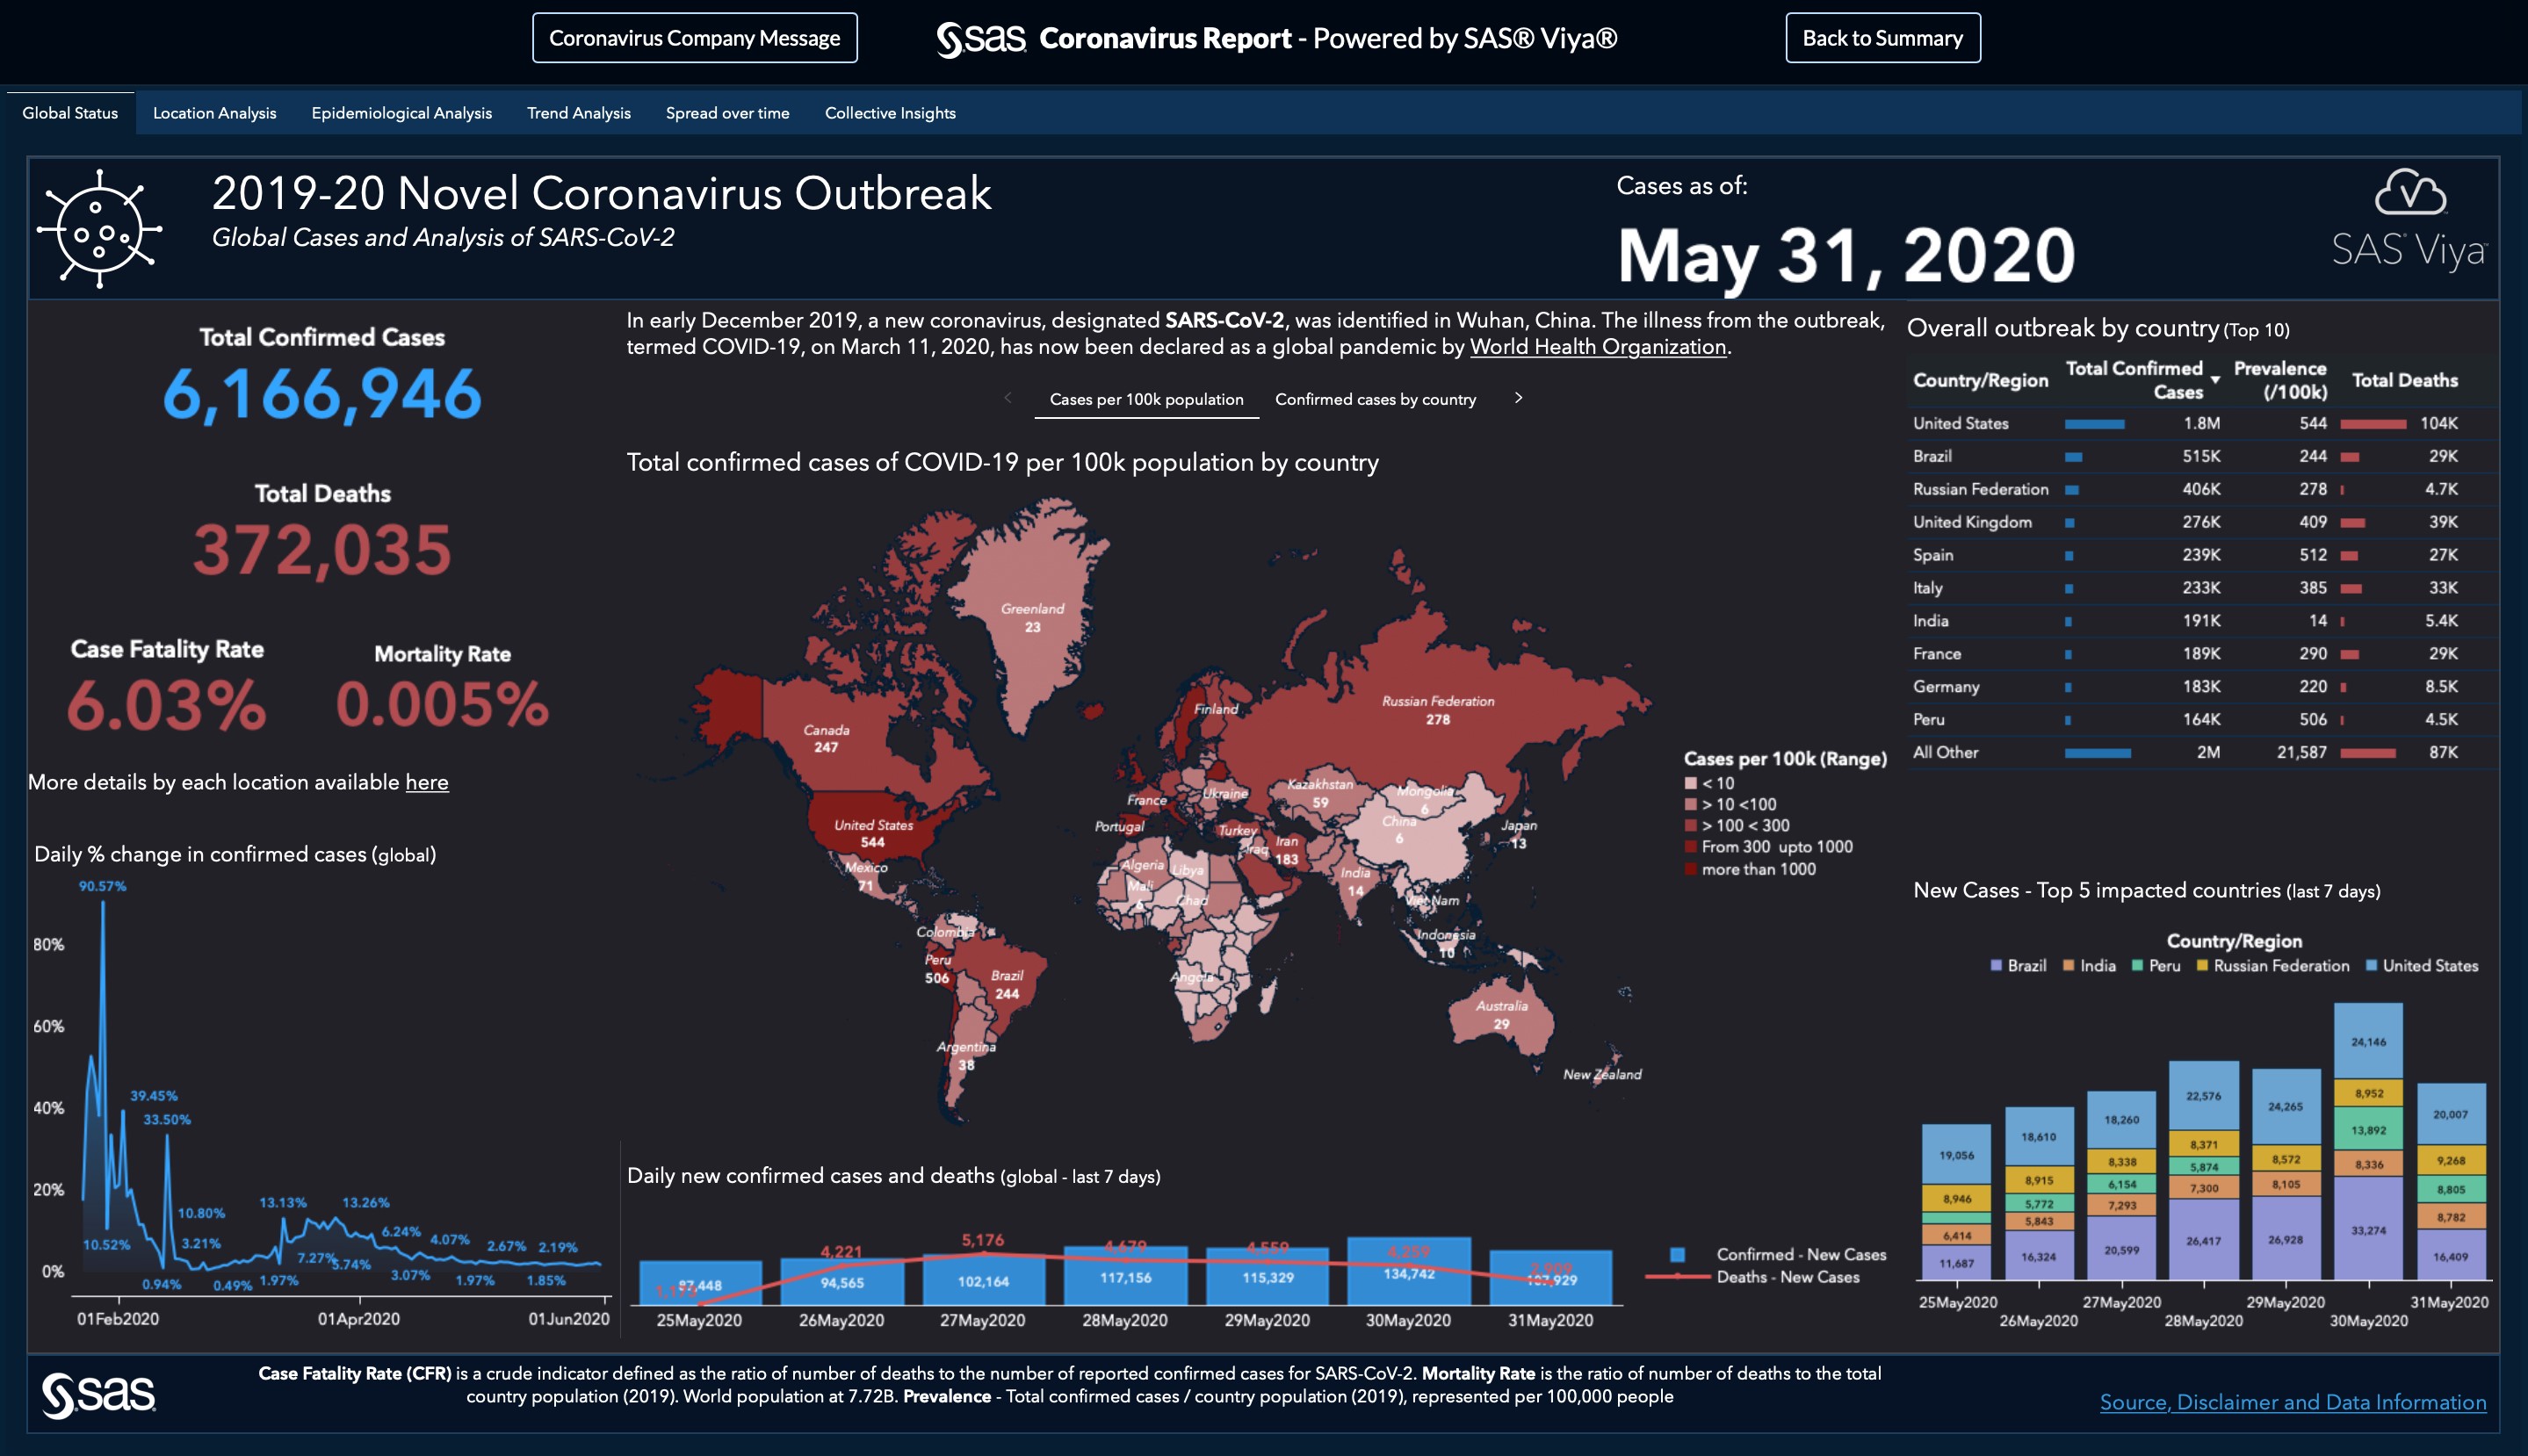 Coronavirus Company Message
sas Coronavirus Report - Powered by SAS® Viya®
Back to Summary
Global Status
Location Analysis
Epidemiological Analysis
Trend Analysis
Spread over time
Collective Insights
2019-20 Novel Coronavirus Outbreak
Global Cases and Analysis of SARS-CoV-2
Cases as of:
May 31, 2020
SAS® Viya™
Total Confirmed Cases
6,166,946
Total Deaths
372,035
Case Fatality Rate
6.03%
Mortality Rate
0.005%
More details by each location available here
Daily % change in confirmed cases (global)
90.57%
80%
60%
40%
20%
0%
39.45%
33.50%
10.52%
10.80%
3.21%
0.94%
0.49%
13.13%
1.97%
7.27%
13.26%
5.74%
6.24%
3.07%
4.07%
1.97%
2.67%
1.85%
2.19%
01Feb2020
01Apr2020
01Jun2020
In early December 2019, a new coronavirus, designated SARS-CoV-2, was identified in Wuhan, China. The illness from the outbreak,
termed COVID-19, on March 11, 2020, has now been declared as a global pandemic by World Health Organization.
Cases per 100k population
Confirmed cases by country
Total confirmed cases of COVID-19 per 100k population by country
Greenland
23
Canada
247
United States
544
Mexico
71
Colombia
Peru
506
Brazil
244
Argentina
38
Finland
Russian Federation
278
France
Ukraine
Portugal
Turkey
Kazakhstan
59
Mongolia
6
China
6
Japan
13
Iraq
Iran
183
India
14
Algeria
Libya
Mali
6
Chad
Angola
Viet Nam
Indonesia
10
Australia
29
New Zealand
Cases per 100k (Range)
< 10
> 10 <100
> 100 < 300
From 300 upto 1000
more than 1000
Daily new confirmed cases and deaths (global - last 7 days)
4,221
5,176
4,679
4,559
4,259
2,909
87,448
94,565
102,164
117,156
115,329
134,742
25May2020
26May2020
27May2020
28May2020
29May2020
30May2020
31May2020
Confirmed - New Cases
Deaths - New Cases
Overall outbreak by country (Top 10)
Country/Region Total Confirmed Cases ▼ Prevalence (/100k) Total Deaths
United States 1.8M 544 104K
Brazil 515K 244 29K
Russian Federation 406K 278 4.7K
United Kingdom 276K 409 39K
Spain 239K 512 27K
Italy 233K 385 33K
India 191K 14 5.4K
France 189K 290 29K
Germany 183K 220 8.5K
Peru 164K 506 4.5K
All Other 2M 21,587 87K
New Cases - Top 5 impacted countries (last 7 days)
Country/Region
Brazil India Peru Russian Federation United States
19,056
8,946
6,414
11,687
18,610
8,915
5,772
5,843
16,324
18,260
8,338
6,154
7,293
20,599
22,576
8,371
5,874
7,300
26,417
24,265
8,572
8,105
26,928
24,146
8,952
13,892
8,336
33,274
20,007
9,268
8,805
8,782
16,409
25May2020
26May2020
27May2020
28May2020
29May2020
30May2020
31May2020
sas
Case Fatality Rate (CFR) is a crude indicator defined as the ratio of number of deaths to the number of reported confirmed cases for SARS-CoV-2. Mortality Rate is the ratio of number of deaths to the total
country population (2019). World population at 7.72B. Prevalence - Total confirmed cases / country population (2019), represented per 100,000 people
Source, Disclaimer and Data Information